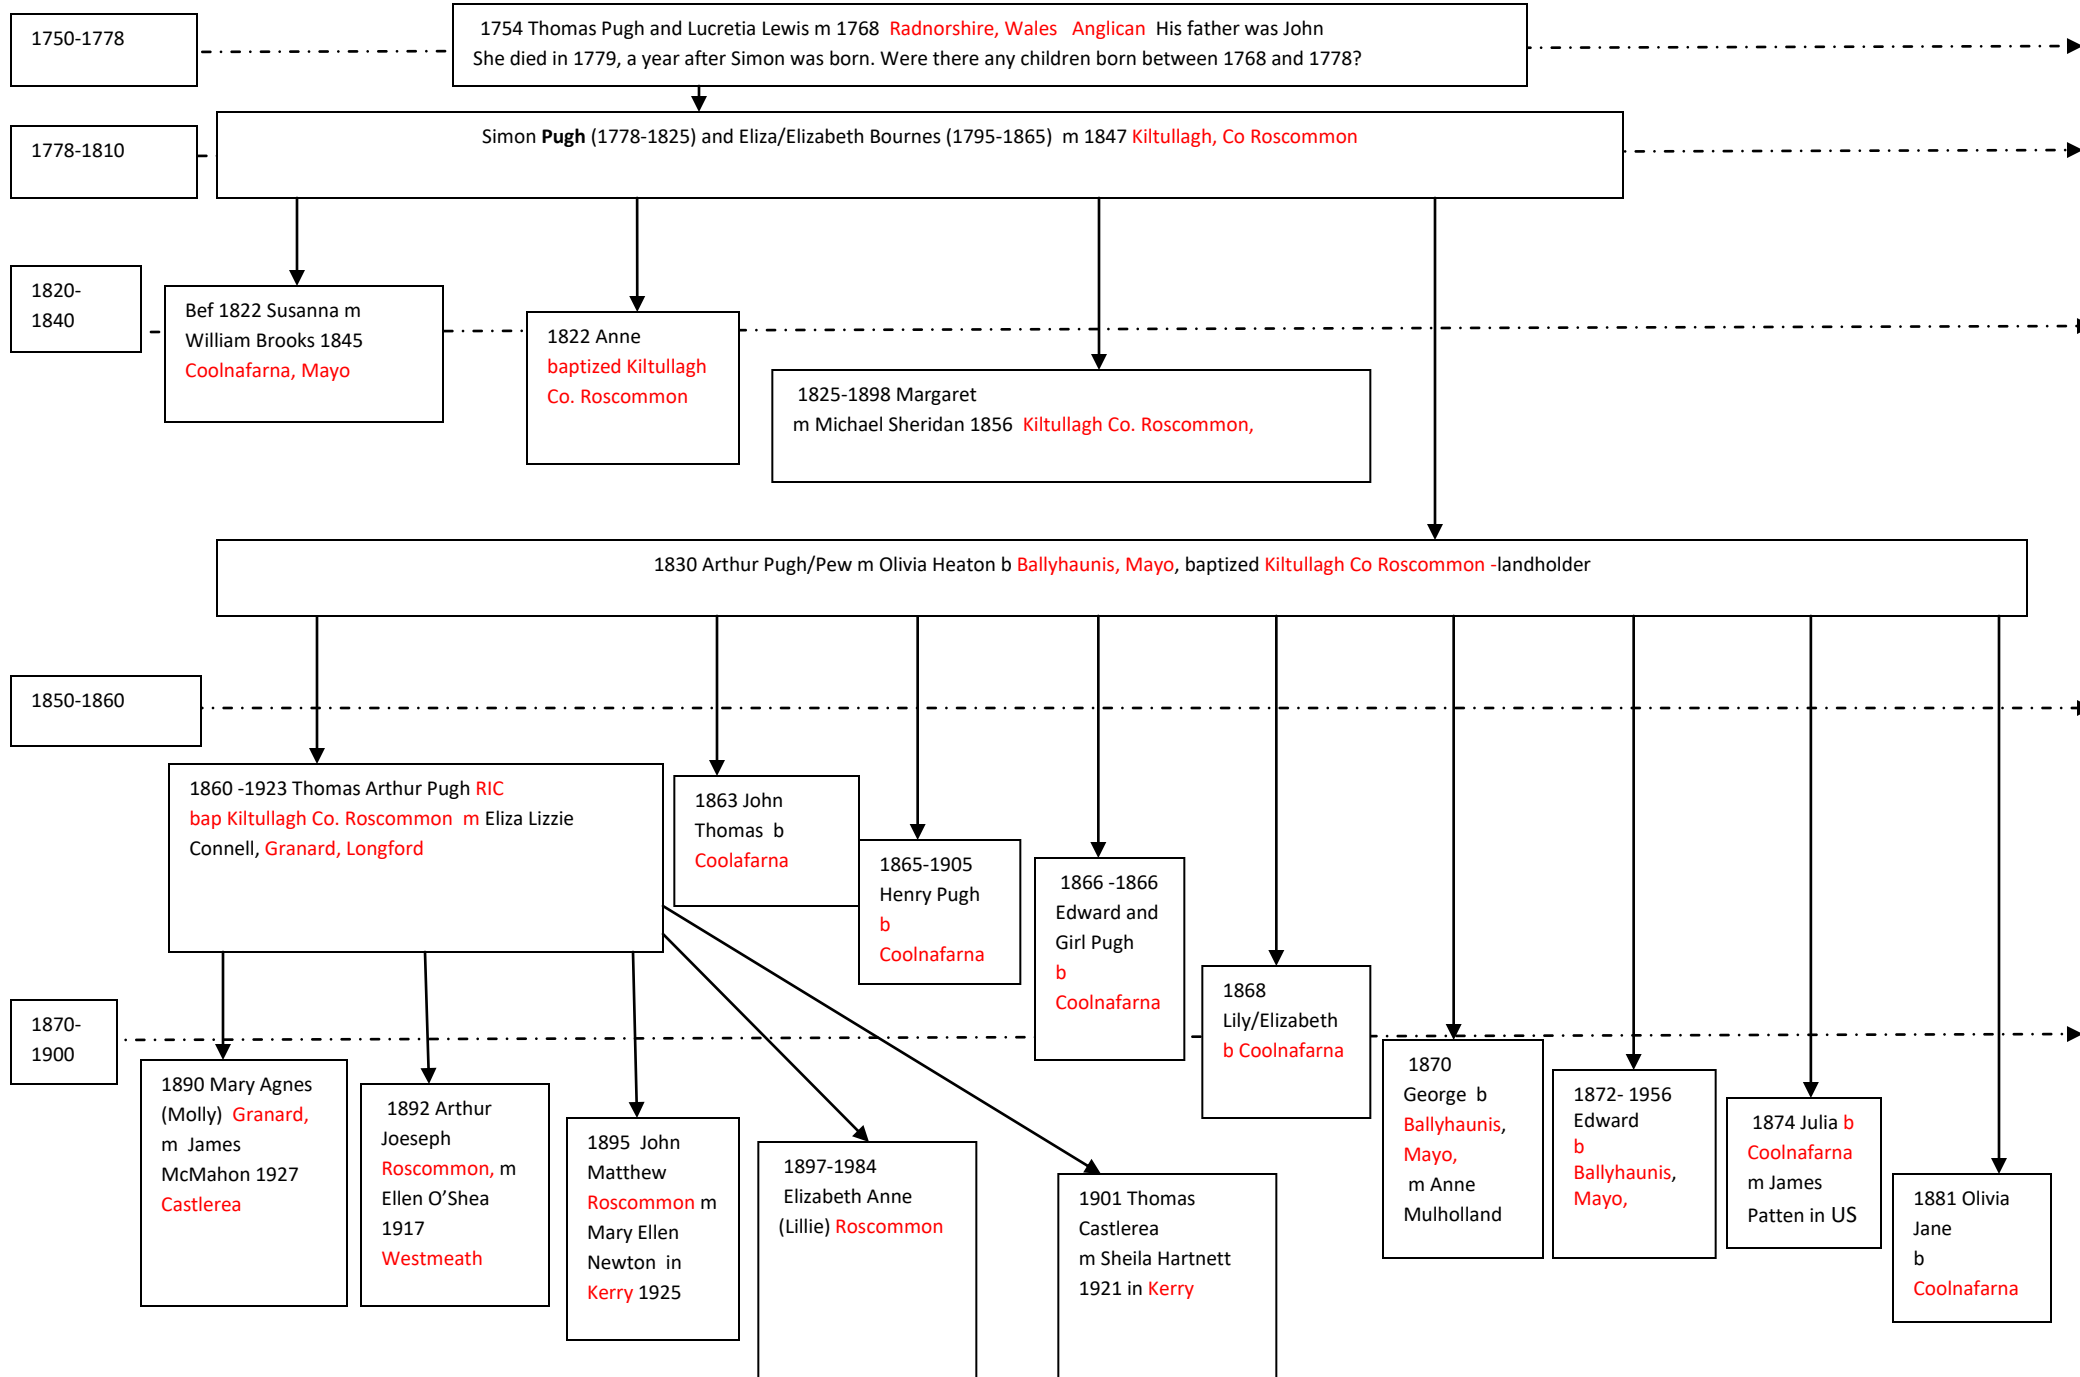 1750-1778
1754 Thomas Pugh and Lucretia Lewis m 1768 Radnorshire, Wales Anglican His father was John
She died in 1779, a year after Simon was born. Were there any children born between 1768 and 1778?
1778-1810
Simon Pugh (1778-1825) and Eliza/Elizabeth Bournes (1795-1865) m 1847 Kiltullagh, Co Roscommon
1820-
1840
Bef 1822 Susanna m
William Brooks 1845
Coolnafarna, Mayo
1822 Anne
baptized Kiltullagh
Co. Roscommon
1825-1898 Margaret
m Michael Sheridan 1856 Kiltullagh Co. Roscommon,
1830 Arthur Pugh/Pew m Olivia Heaton b Ballyhaunis, Mayo, baptized Kiltullagh Co Roscommon -landholder
1850-1860
1860 -1923 Thomas Arthur Pugh RIC
bap Kiltullagh Co. Roscommon m Eliza Lizzie
Connell, Granard, Longford
1863 John
Thomas b
Coolafarna
1865-1905
Henry Pugh
b
Coolnafarna
1866 -1866
Edward and
Girl Pugh
b
Coolnafarna
1868
Lily/Elizabeth
b Coolnafarna
1870
George b
Ballyhaunis,
Mayo,
m Anne
Mulholland
1872- 1956
Edward
b
Ballyhaunis,
Mayo,
1874 Julia b
Coolnafarna
m James
Patten in US
1881 Olivia
Jane
b
Coolnafarna
1870-
1900
1890 Mary Agnes
(Molly) Granard,
m James
McMahon 1927
Castlerea
1892 Arthur
Joeseph
Roscommon, m
Ellen O’Shea
1917
Westmeath
1895 John
Matthew
Roscommon m
Mary Ellen
Newton in
Kerry 1925
1897-1984
Elizabeth Anne
(Lillie) Roscommon
1901 Thomas
Castlerea
m Sheila Hartnett
1921 in Kerry